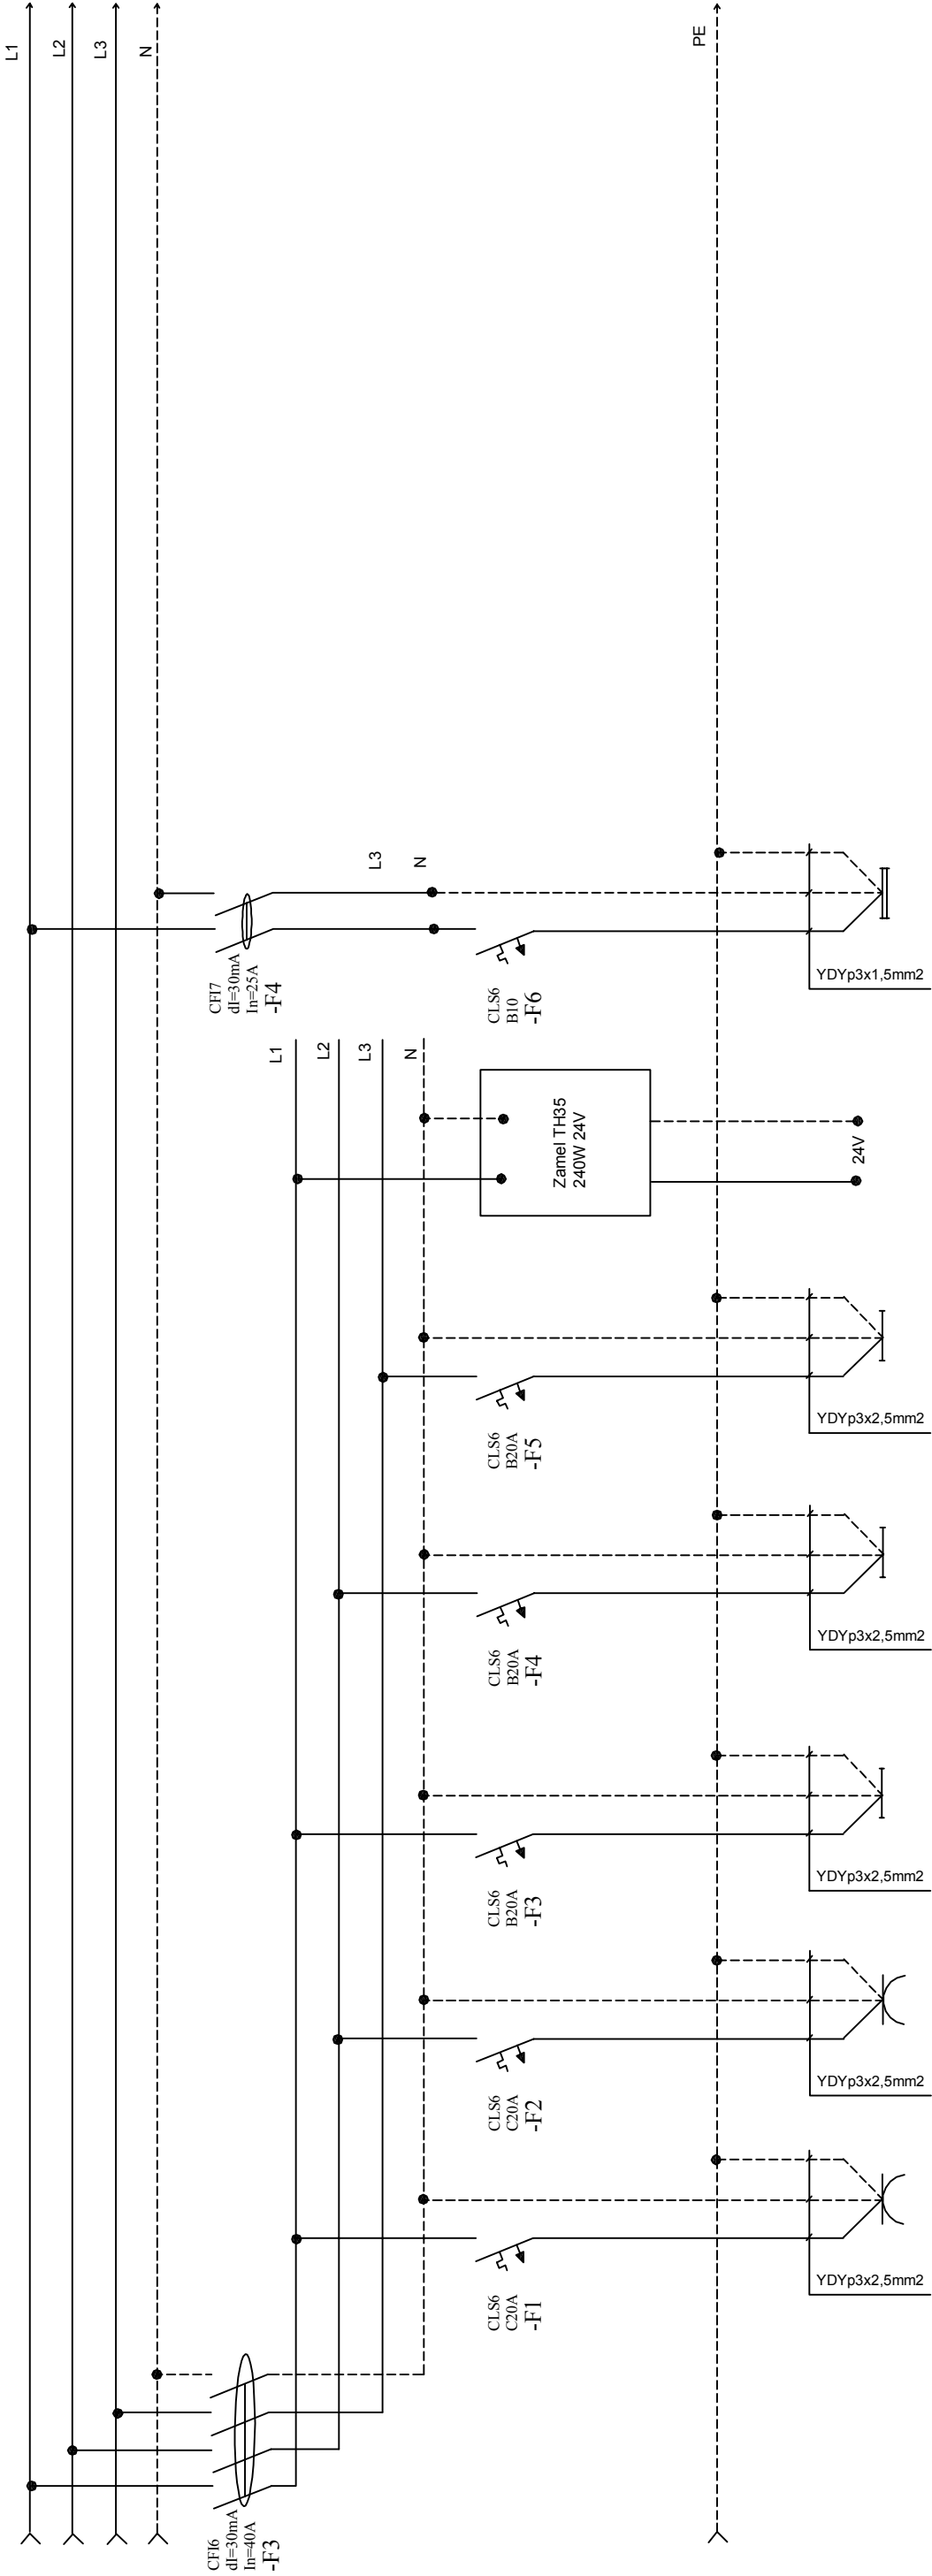 L1
L2
L3
N
PE
CFI6
dI=30mA
In=40A
-F3
CLS6
C20A
-F1
YDYp3x2,5mm2
CLS6
C20A
-F2
YDYp3x2,5mm2
CLS6
B20A
-F3
YDYp3x2,5mm2
CLS6
B20A
-F4
YDYp3x2,5mm2
CLS6
B20A
-F5
YDYp3x2,5mm2
L1
L2
L3
N
Zamel TH35
240W 24V
24V
CFI7
dI=30mA
In=25A
-F4
L3
N
CLS6
B10
-F6
YDYp3x1,5mm2